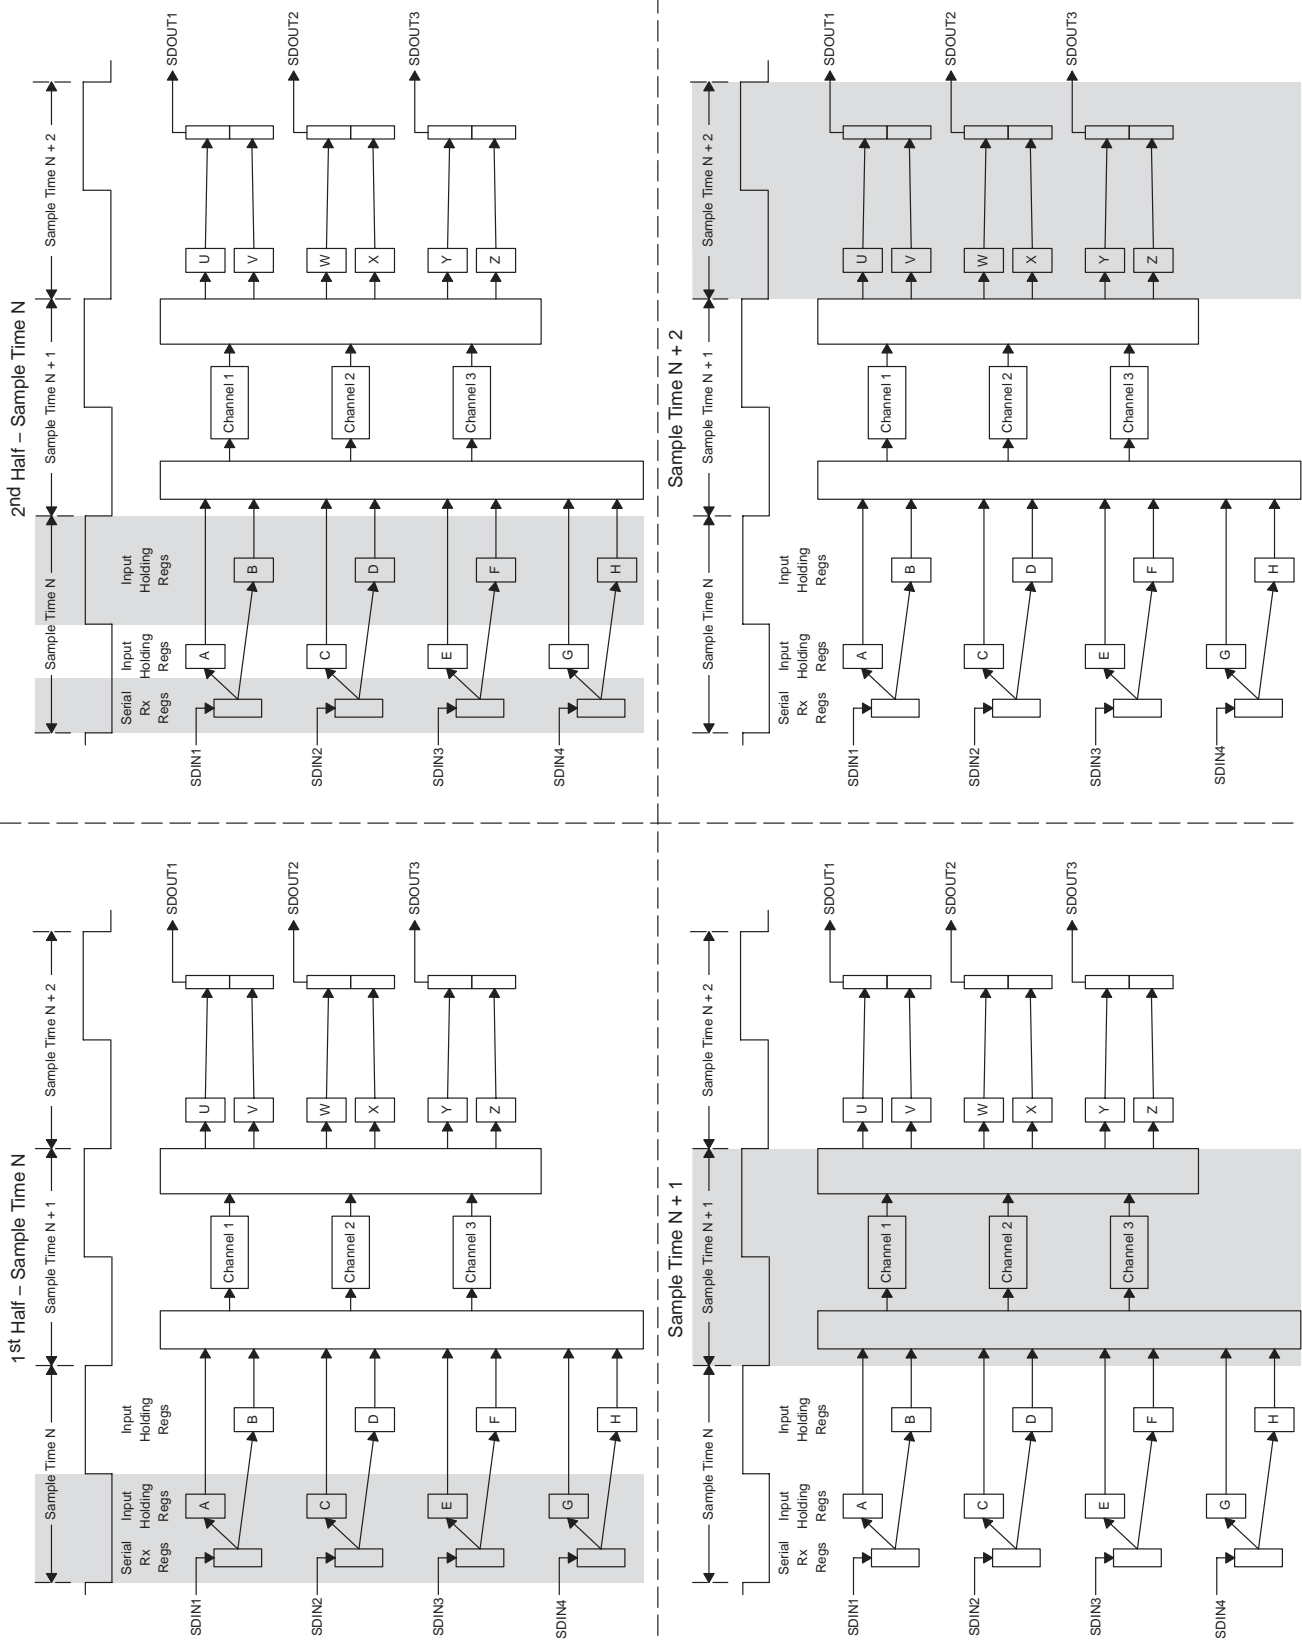 1st Half – Sample Time N
Sample Time N
Sample Time N + 1
Sample Time N + 2
Serial
Rx
Regs
Input
Holding
Regs
Input
Holding
Regs
SDIN1
A
B
SDIN2
C
D
SDIN3
E
F
SDIN4
G
H
Channel 1
Channel 2
Channel 3
U
V
W
X
Y
Z
SDOUT1
SDOUT2
SDOUT3
2nd Half – Sample Time N
Sample Time N
Sample Time N + 1
Sample Time N + 2
Serial
Rx
Regs
Input
Holding
Regs
Input
Holding
Regs
SDIN1
A
B
SDIN2
C
D
SDIN3
E
F
SDIN4
G
H
Channel 1
Channel 2
Channel 3
U
V
W
X
Y
Z
SDOUT1
SDOUT2
SDOUT3
Sample Time N + 1
Sample Time N
Sample Time N + 1
Sample Time N + 2
Serial
Rx
Regs
Input
Holding
Regs
Input
Holding
Regs
SDIN1
A
B
SDIN2
C
D
SDIN3
E
F
SDIN4
G
H
Channel 1
Channel 2
Channel 3
U
V
W
X
Y
Z
SDOUT1
SDOUT2
SDOUT3
Sample Time N + 2
Sample Time N
Sample Time N + 1
Sample Time N + 2
Serial
Rx
Regs
Input
Holding
Regs
Input
Holding
Regs
SDIN1
A
B
SDIN2
C
D
SDIN3
E
F
SDIN4
G
H
Channel 1
Channel 2
Channel 3
U
V
W
X
Y
Z
SDOUT1
SDOUT2
SDOUT3